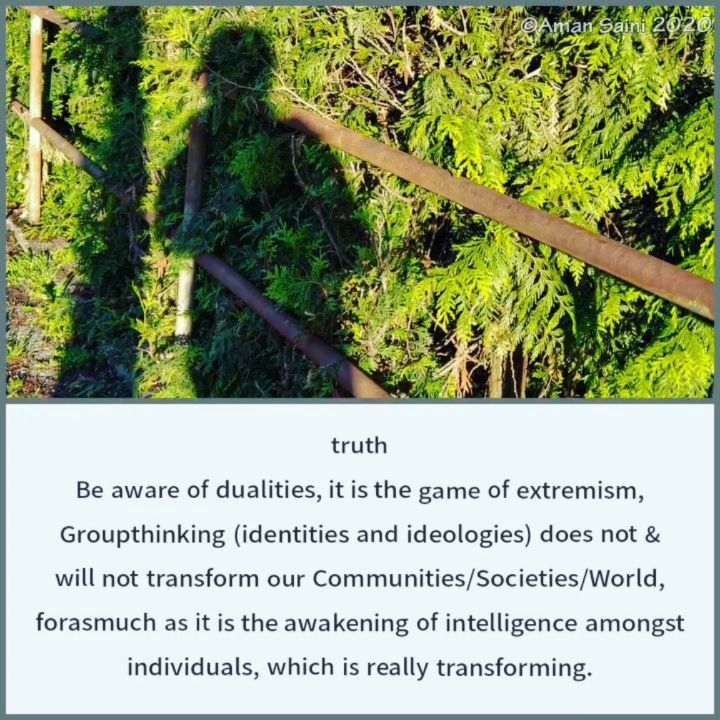 ©Aman Saini 2020
truth
Be aware of dualities, it is the game of extremism,
Groupthinking (identities and ideologies) does not &
will not transform our Communities/Societies/World,
forasmuch as it is the awakening of intelligence amongst
individuals, which is really transforming.